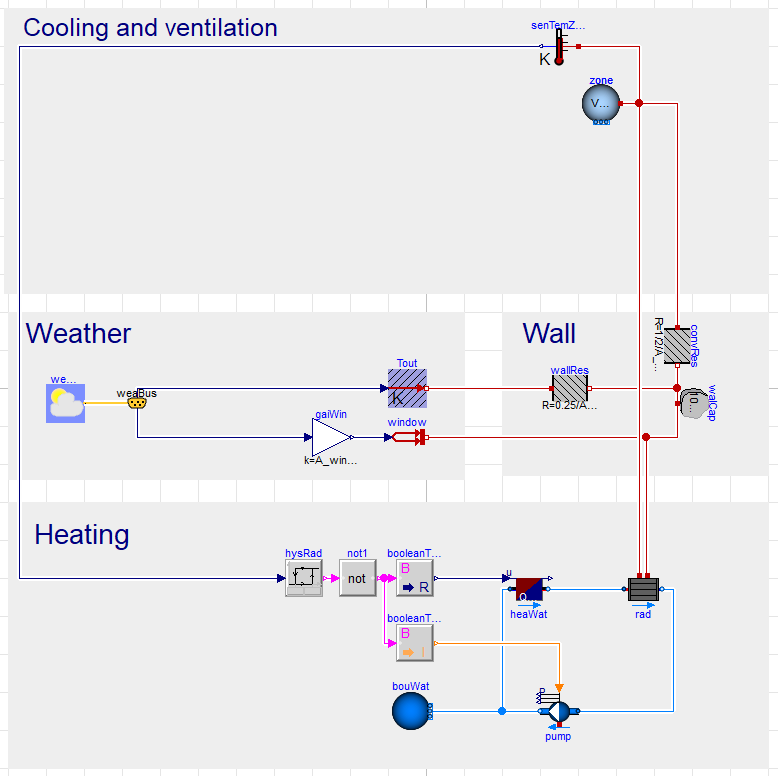 Cooling and ventilation
senTemZ...
K
zone
V...
Weather
Wall
we...
weaBus
Tout
K
wallRes
R=0.25/A...
convRes
R=1/2/A_...
walCap
10...
gaiWin
k=A_win...
window
Heating
hysRad
not1
not
booleanT...
B
R
u
Q...
heaWat
rad
booleanT...
B
I
bouWat
P
pump